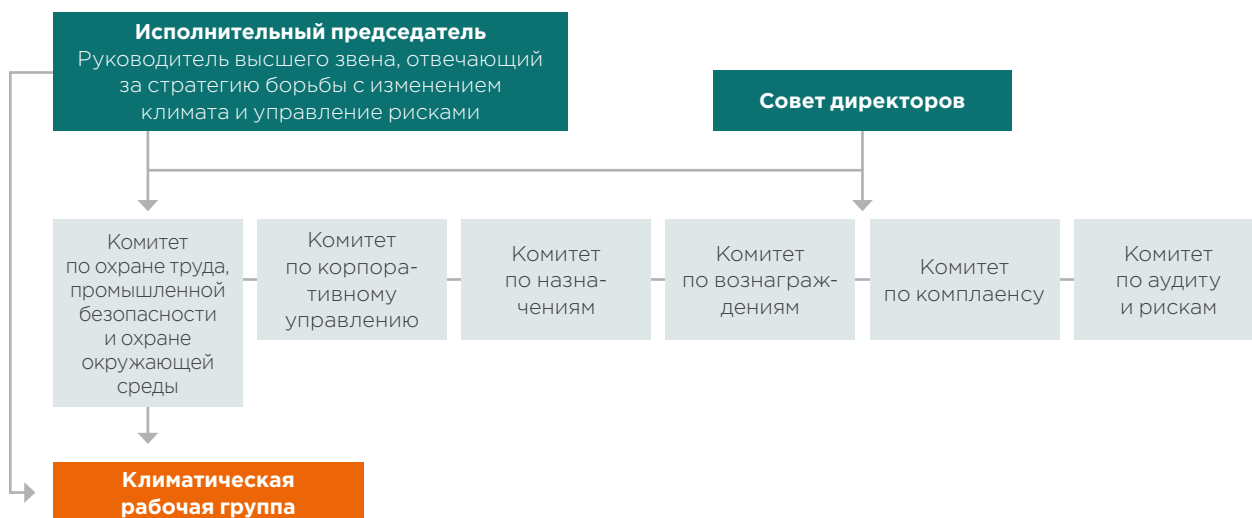 Исполнительный председатель
Руководитель высшего звена, отвечающий
за стратегию борьбы с изменением
климата и управление рисками
Совет директоров
Комитет
по охране труда,
промышленной
безопасности
и охране
окружающей
среды
Комитет
по корпора-
тивному
управлению
Комитет
по назна-
чениям
Комитет
по вознаграж-
дениям
Комитет
по комплаенсу
Комитет
по аудиту
и рискам
Климатическая
рабочая группа